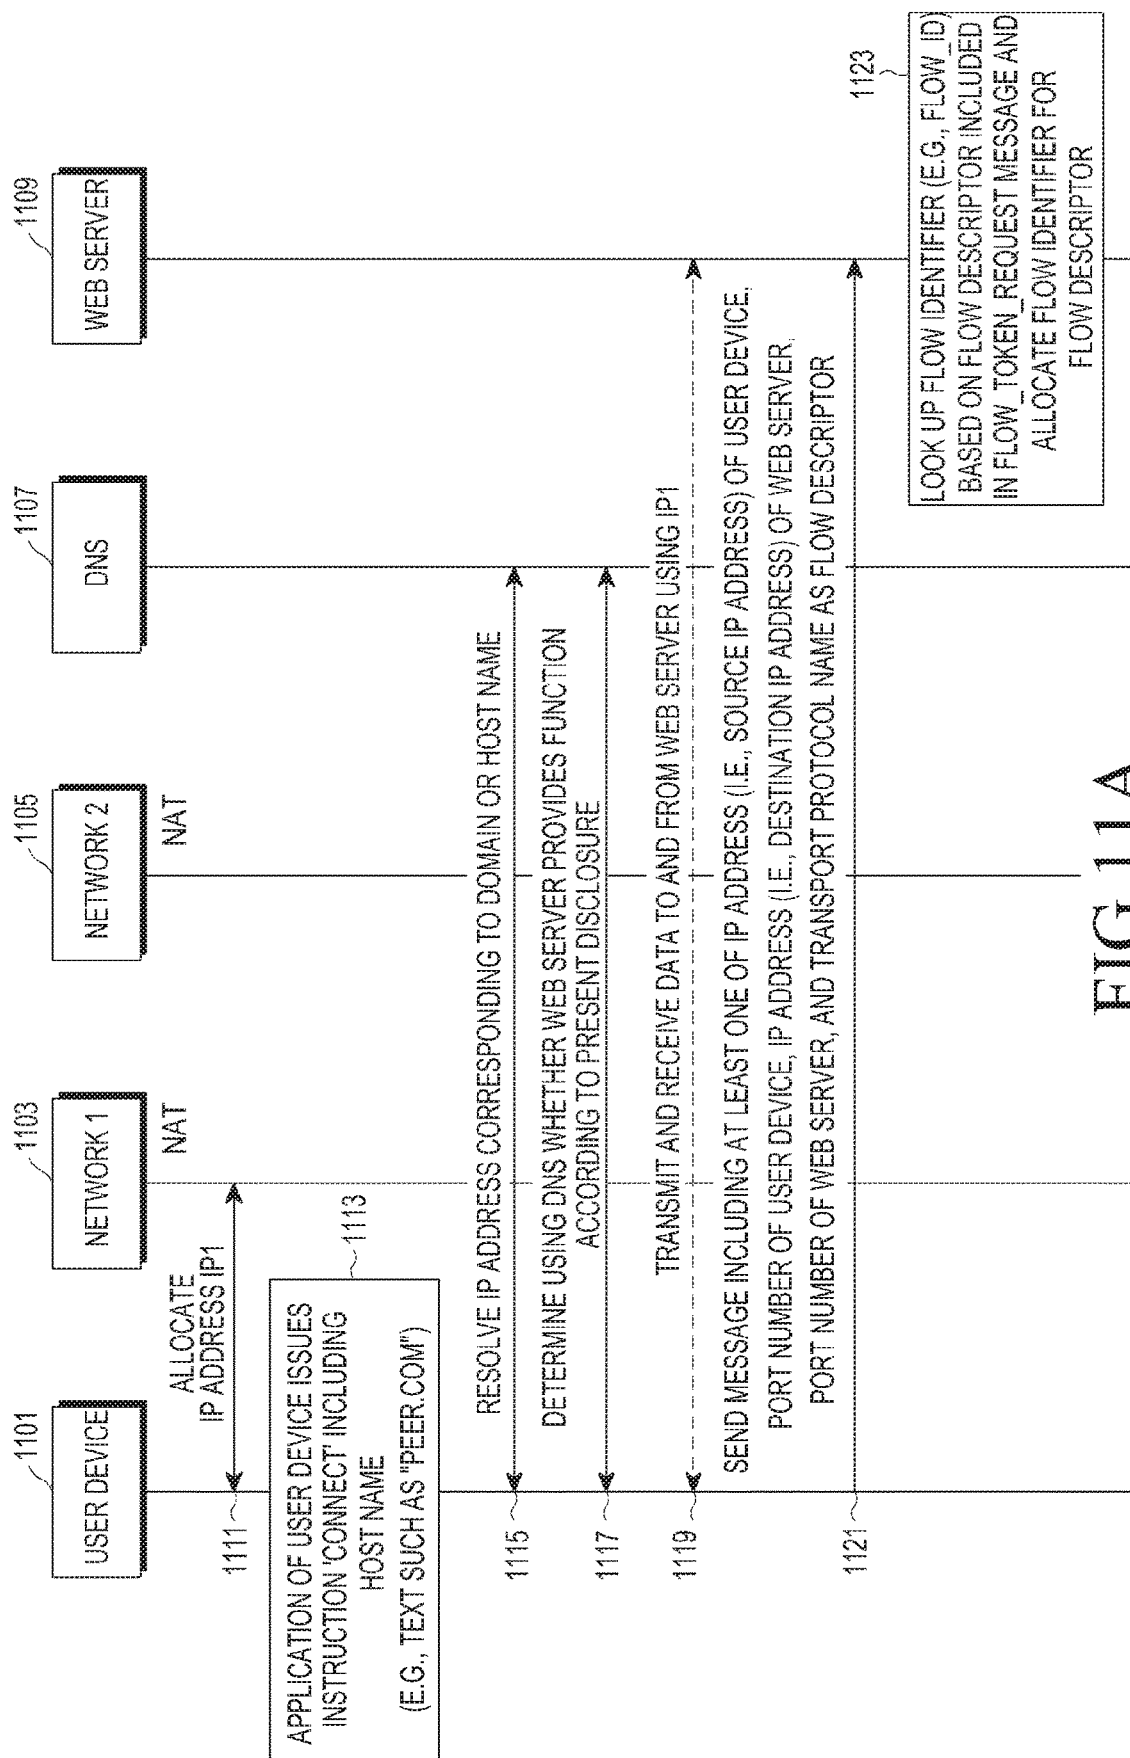 1101
USER DEVICE
1103
NETWORK 1
NAT
1105
NETWORK 2
NAT
1107
DNS
1109
WEB SERVER
ALLOCATE
IP ADDRESS IP1
1111
APPLICATION OF USER DEVICE ISSUES
INSTRUCTION 'CONNECT' INCLUDING
HOST NAME
(E.G., TEXT SUCH AS "PEER.COM")
1113
RESOLVE IP ADDRESS CORRESPONDING TO DOMAIN OR HOST NAME
1115
DETERMINE USING DNS WHETHER WEB SERVER PROVIDES FUNCTION
ACCORDING TO PRESENT DISCLOSURE
1117
TRANSMIT AND RECEIVE DATA TO AND FROM WEB SERVER USING IP1
1119
SEND MESSAGE INCLUDING AT LEAST ONE OF IP ADDRESS (I.E., SOURCE IP ADDRESS) OF USER DEVICE,
PORT NUMBER OF USER DEVICE, IP ADDRESS (I.E., DESTINATION IP ADDRESS) OF WEB SERVER,
PORT NUMBER OF WEB SERVER, AND TRANSPORT PROTOCOL NAME AS FLOW DESCRIPTOR
1121
1123
LOOK UP FLOW IDENTIFIER (E.G., FLOW_ID)
BASED ON FLOW DESCRIPTOR INCLUDED
IN FLOW_TOKEN_REQUEST MESSAGE AND
ALLOCATE FLOW IDENTIFIER FOR
FLOW DESCRIPTOR
FIG.11A